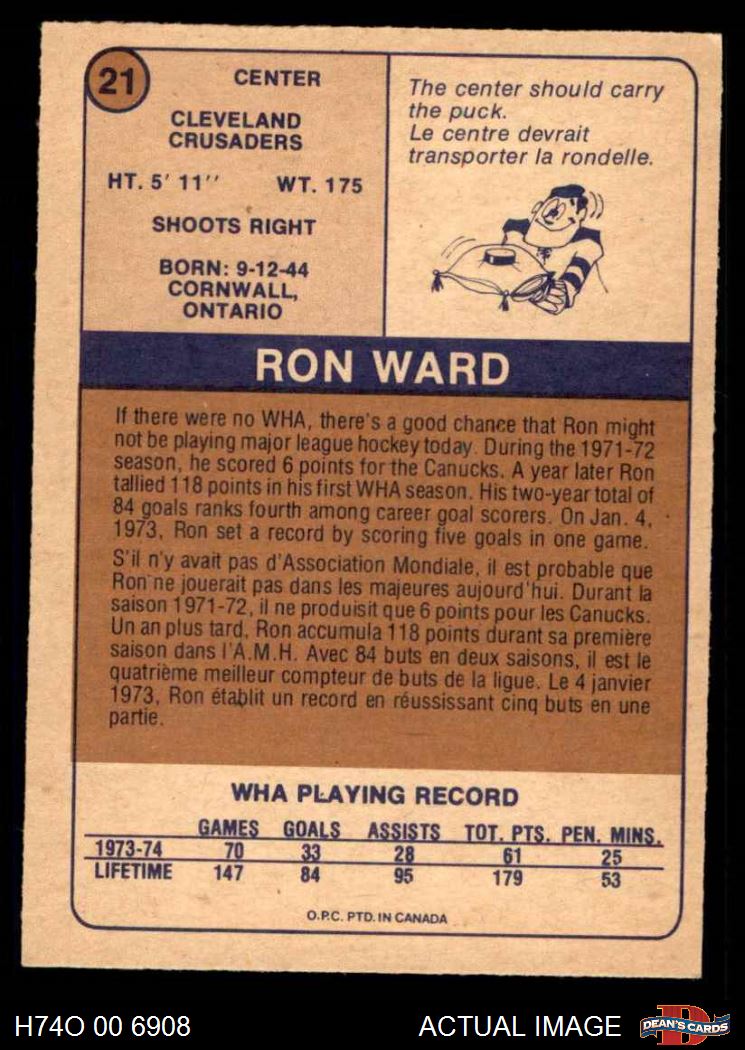 21
CENTER
CLEVELAND
CRUSADERS
HT. 5' 11''    WT. 175
SHOOTS RIGHT
BORN: 9-12-44
CORNWALL,
ONTARIO
The center should carry
the puck.
Le centre devrait
transporter la rondelle.
RON WARD
If there were no WHA, there's a good chance that Ron might
not be playing major league hockey today. During the 1971-72
season, he scored 6 points for the Canucks. A year later Ron
tallied 118 points in his first WHA season. His two-year total of
84 goals ranks fourth among career goal scorers. On Jan. 4,
1973, Ron set a record by scoring five goals in one game.
S'il n'y avait pas d'Association Mondiale, il est probable que
Ron ne jouerait pas dans les majeures aujourd'hui. Durant la
saison 1971-72, il ne produisit que 6 points pour les Canucks.
Un an plus tard, Ron accumula 118 points durant sa première
saison dans l'A.M.H. Avec 84 buts en deux saisons, il est le
quatrième meilleur compteur de buts de la ligue. Le 4 janvier
1973, Ron établit un record en réussissant cinq buts en une
partie.
WHA PLAYING RECORD
GAMES GOALS ASSISTS TOT. PTS. PEN. MINS.
1973-74 70 33 28 61 25
LIFETIME 147 84 95 179 53
O.P.C. PTD. IN CANADA
H74O 00 6908
ACTUAL IMAGE
D
DEAN'S CARDS